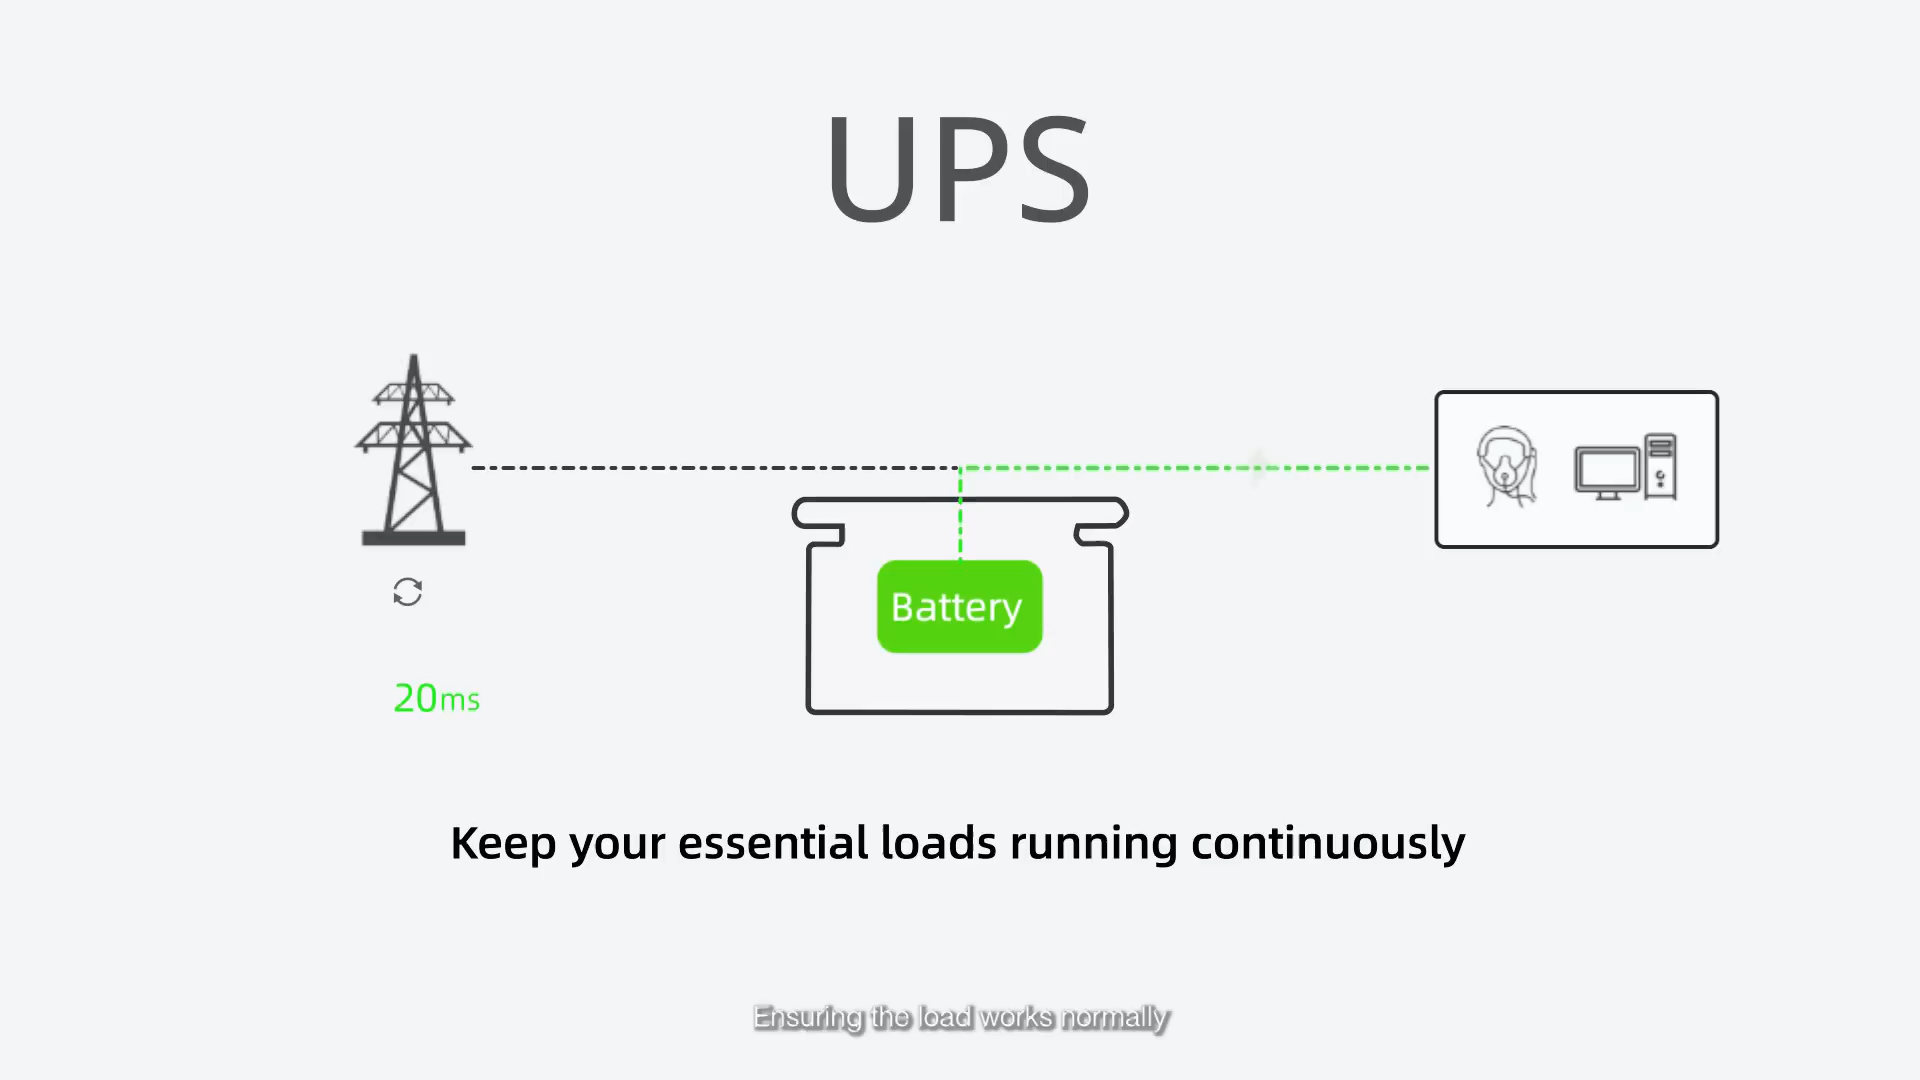 UPS
Battery
20ms
Keep your essential loads running continuously
Ensuring the load works normally